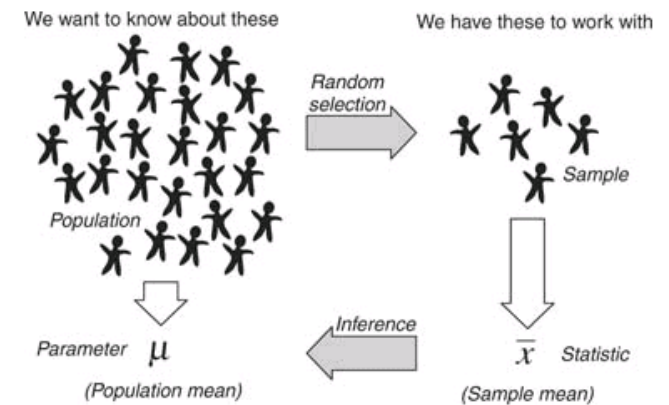 We want to know about these
We have these to work with
Random
selection
Sample
Population
Inference
Parameter μ
x̅ Statistic
(Population mean)
(Sample mean)